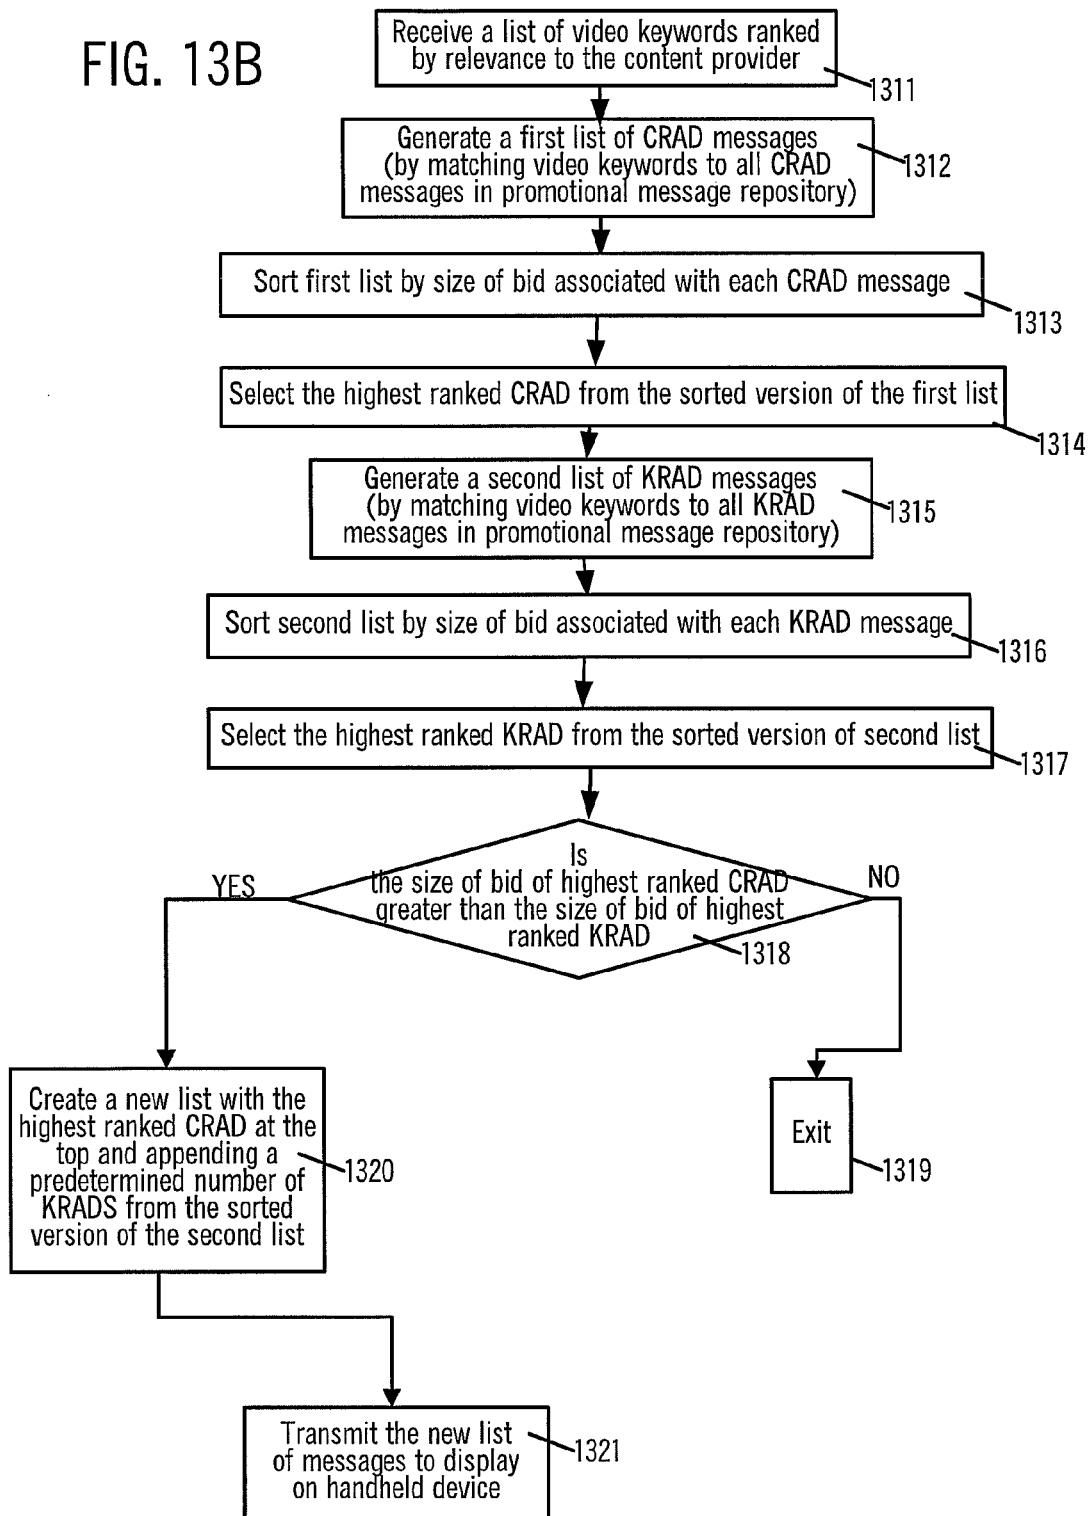 FIG. 13B
Receive a list of video keywords ranked
by relevance to the content provider
1311
Generate a first list of CRAD messages
(by matching video keywords to all CRAD
messages in promotional message repository)
1312
Sort first list by size of bid associated with each CRAD message
1313
Select the highest ranked CRAD from the sorted version of the first list
1314
Generate a second list of KRAD messages
(by matching video keywords to all KRAD
messages in promotional message repository)
1315
Sort second list by size of bid associated with each KRAD message
1316
Select the highest ranked KRAD from the sorted version of second list
1317
Is
the size of bid of highest ranked CRAD
greater than the size of bid of highest
ranked KRAD
1318
YES
NO
Create a new list with the
highest ranked CRAD at the
top and appending a
predetermined number of
KRADS from the sorted
version of the second list
1320
Exit
1319
Transmit the new list
of messages to display
on handheld device
1321